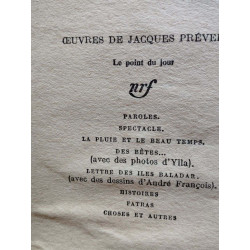 ŒUVRES DE JACQUES PRÉVE
Le point du jour
nrf
PAROLES.
SPECTACLE.
LA PLUIE ET LE BEAU TEMPS.
DES BÊTES...
(avec des photos d'Ylla)
LETTRE DES ILES BALADAR.
(avec des dessins d'André François).
HISTOIRES
FATRAS
CHOSES ET AUTRES